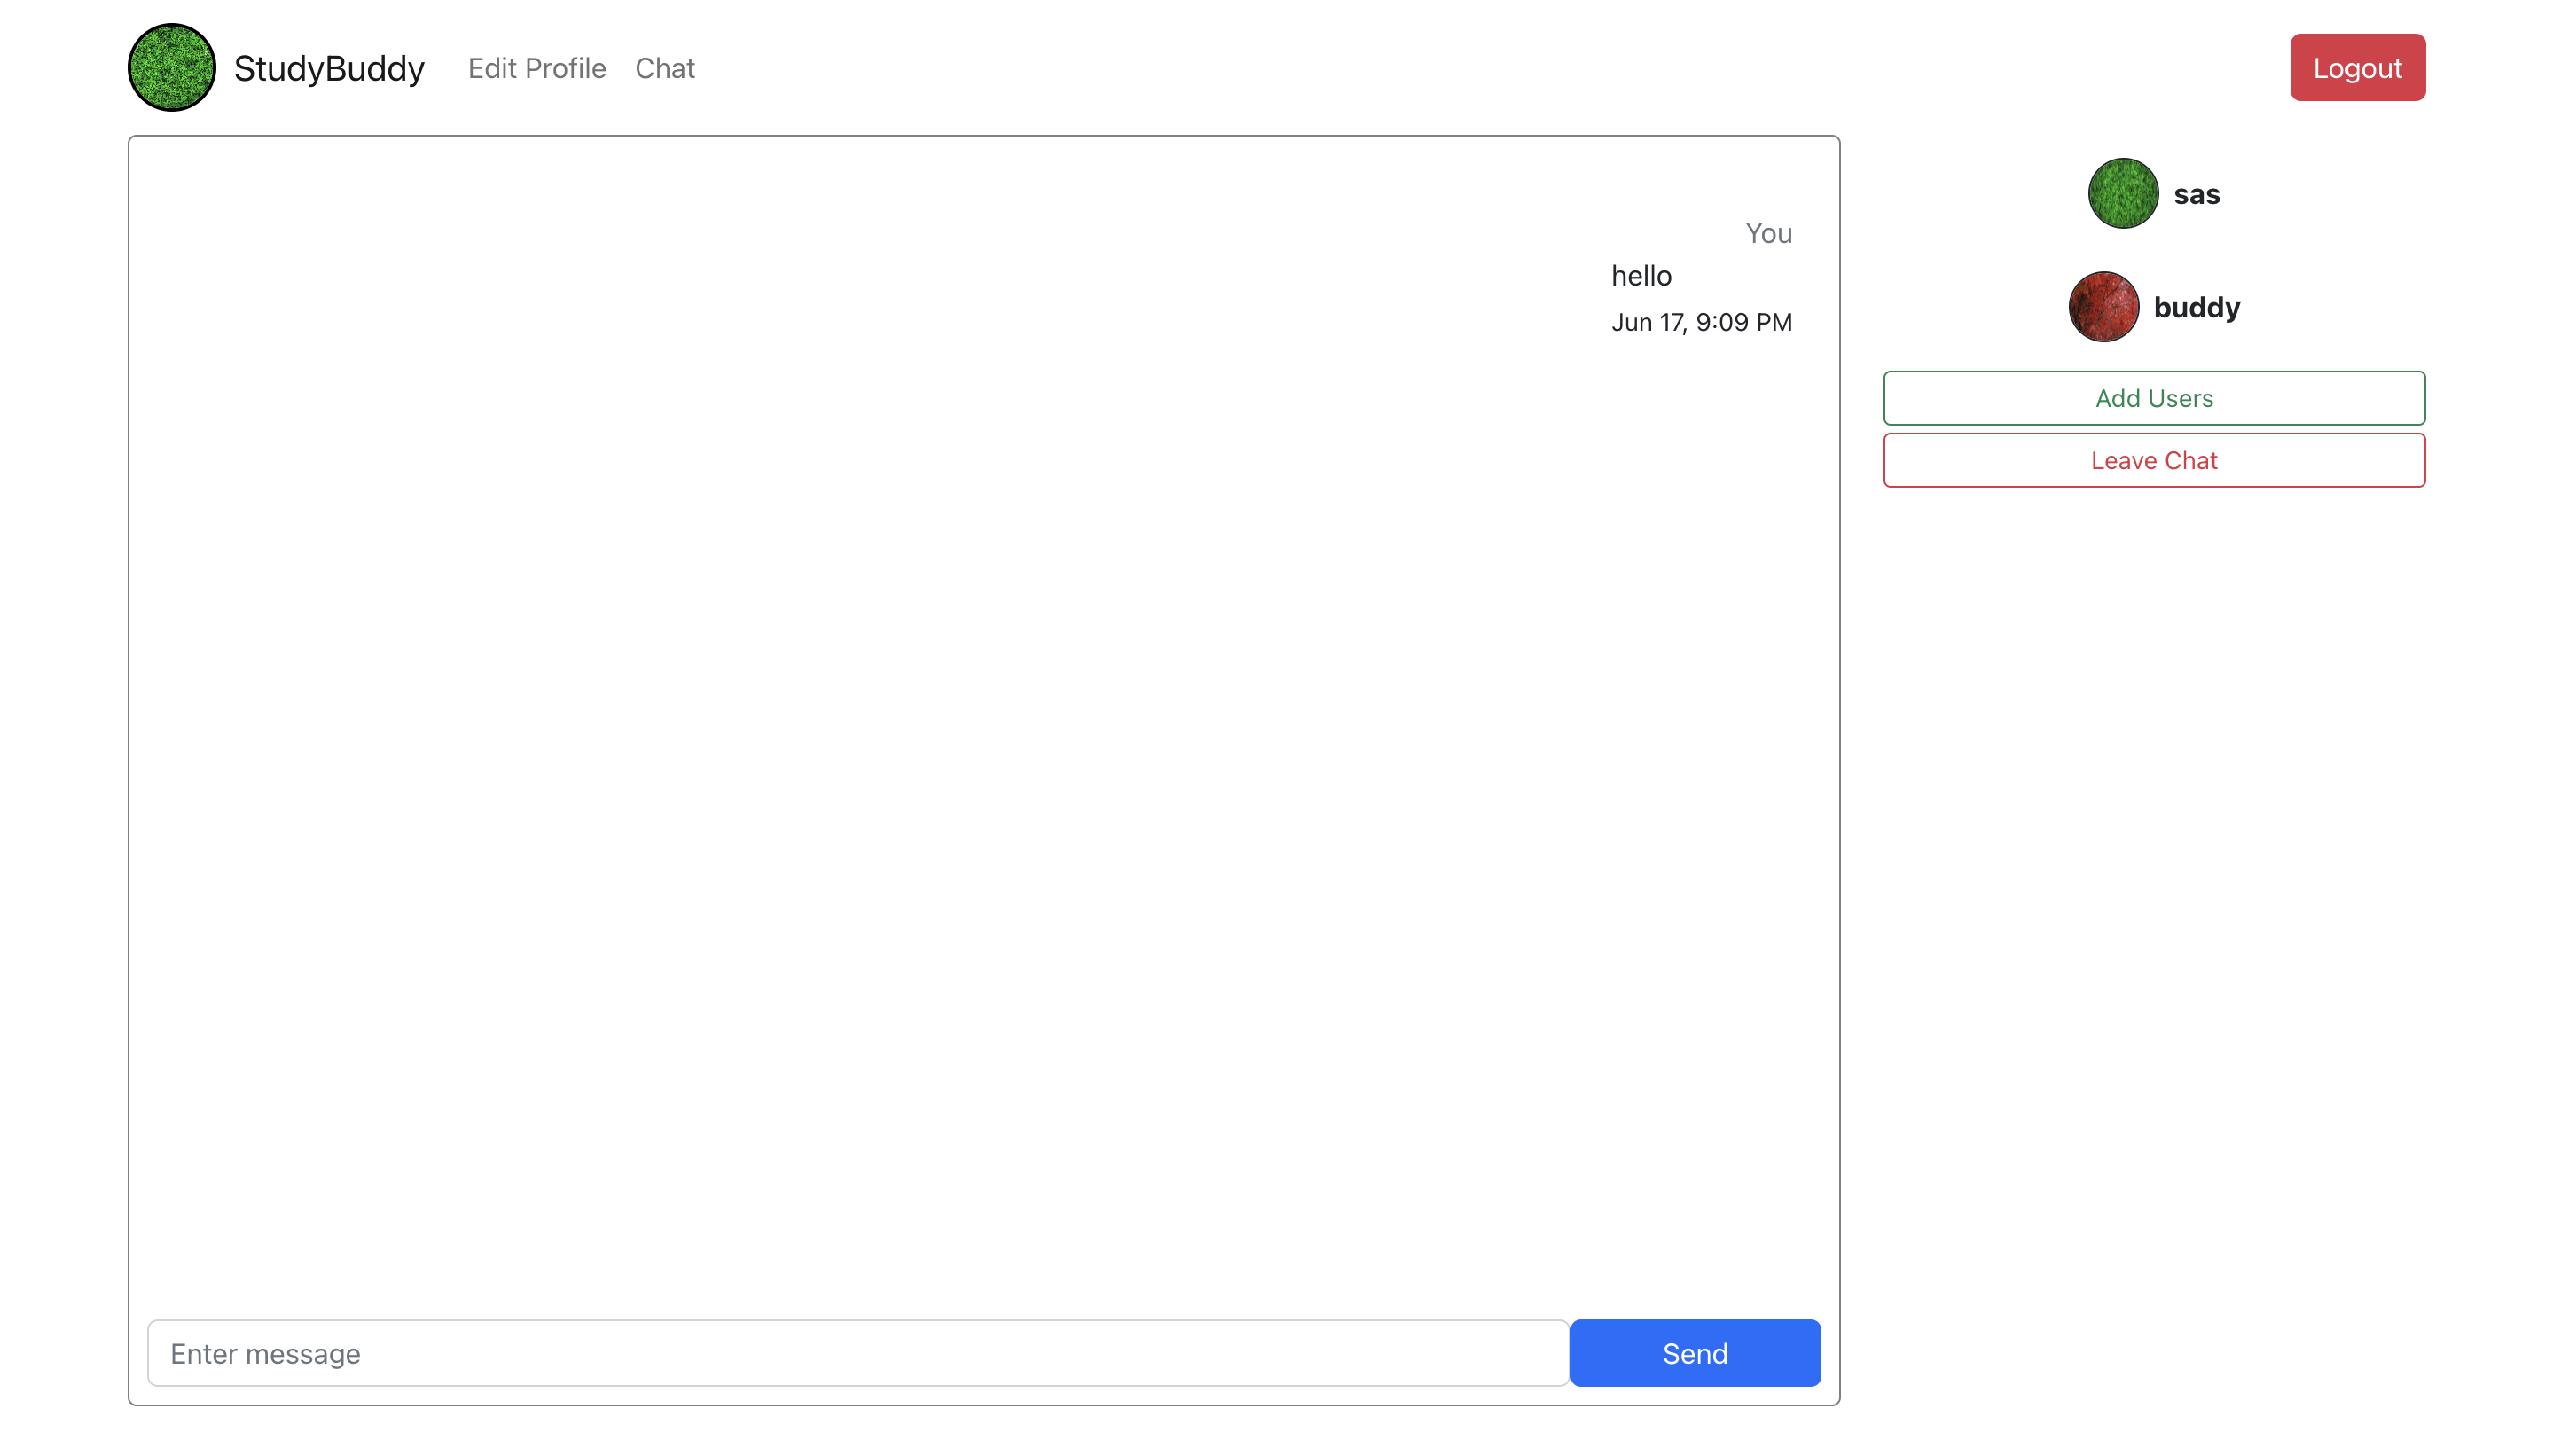 StudyBuddy Edit Profile Chat Logout
You
hello
Jun 17, 9:09 PM
sas
buddy
Add Users
Leave Chat
Enter message Send